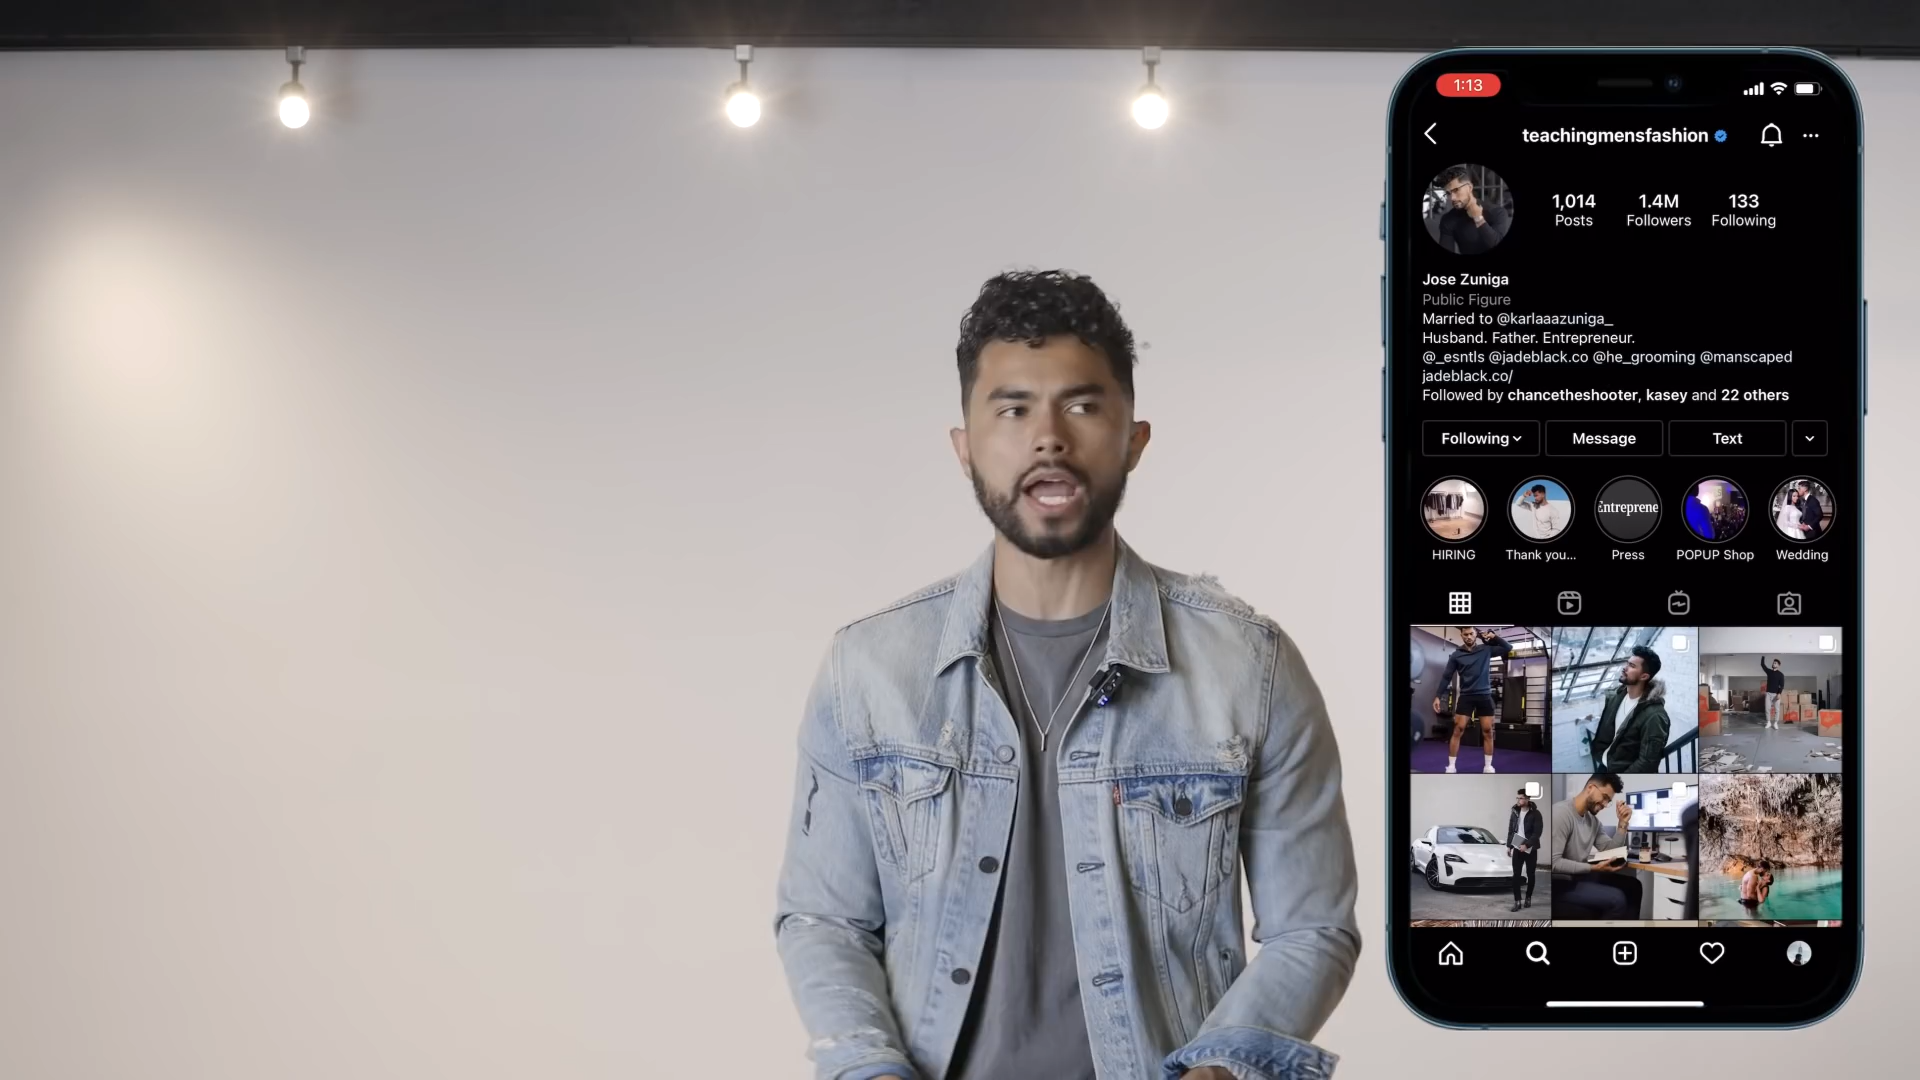 1:13
teachingmensfashion
1,014
Posts
1.4M
Followers
133
Following
Jose Zuniga
Public Figure
Married to @karlaaazuniga_
Husband. Father. Entrepreneur.
@_esntls @jadeblack.co @he_grooming @manscaped
jadeblack.co/
Followed by chancetheshooter, kasey and 22 others
Following
Message
Text
Entreprene
HIRING
Thank you...
Press
POPUP Shop
Wedding